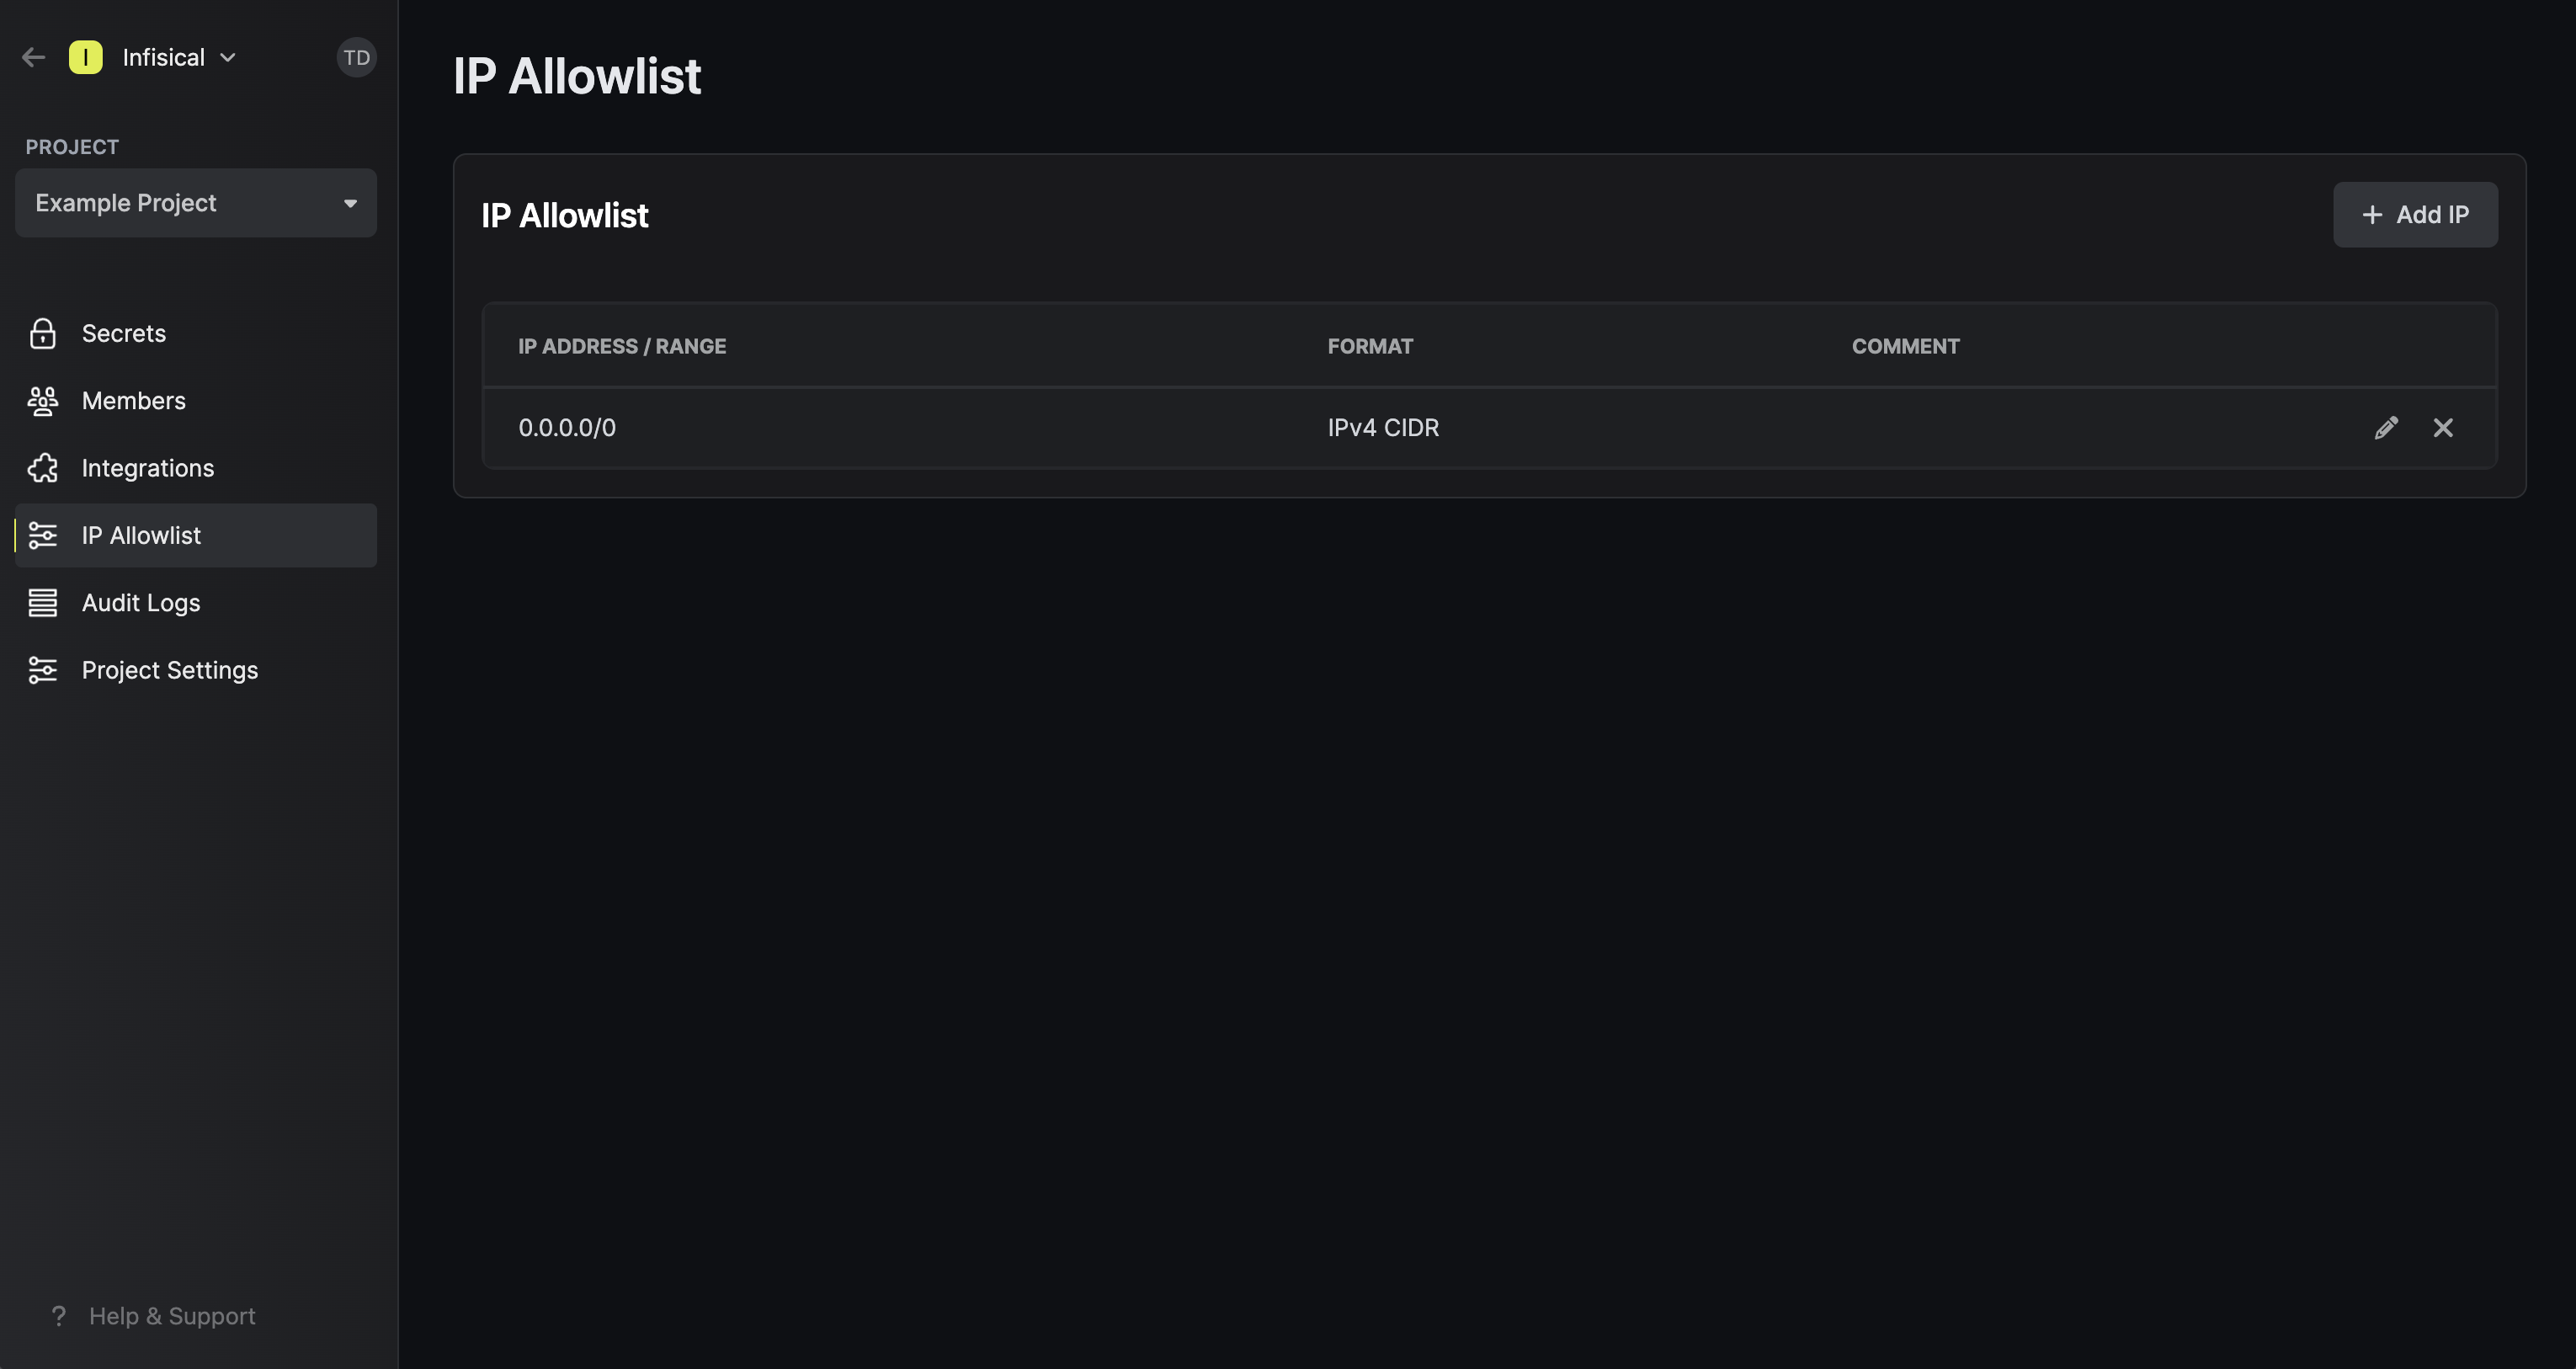 I Infisical TD
PROJECT
Example Project
Secrets
Members
Integrations
IP Allowlist
Audit Logs
Project Settings
? Help & Support
IP Allowlist
IP Allowlist
+ Add IP
IP ADDRESS / RANGE FORMAT COMMENT
0.0.0.0/0 IPv4 CIDR